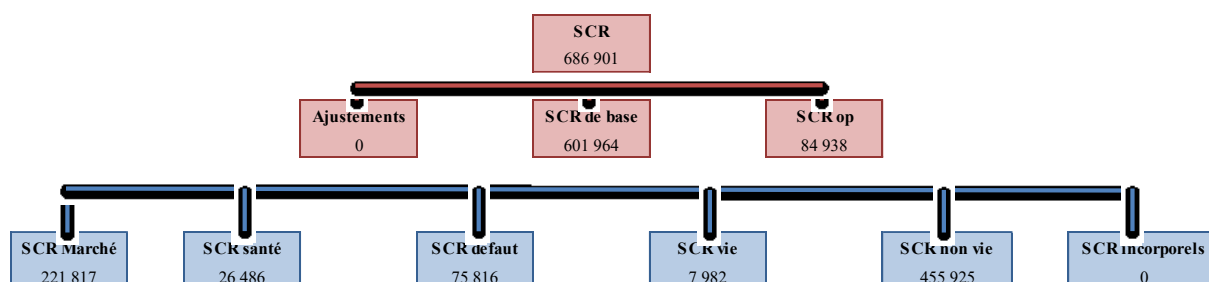 SCR
686 901
Ajustements
SCR de base
SCR op
0
601 964
84 938
SCR Marché
SCR santé
SCR defaut
SCR vie
SCR non vie
SCR incorporels
221 817
26 486
75 816
7 982
455 925
0